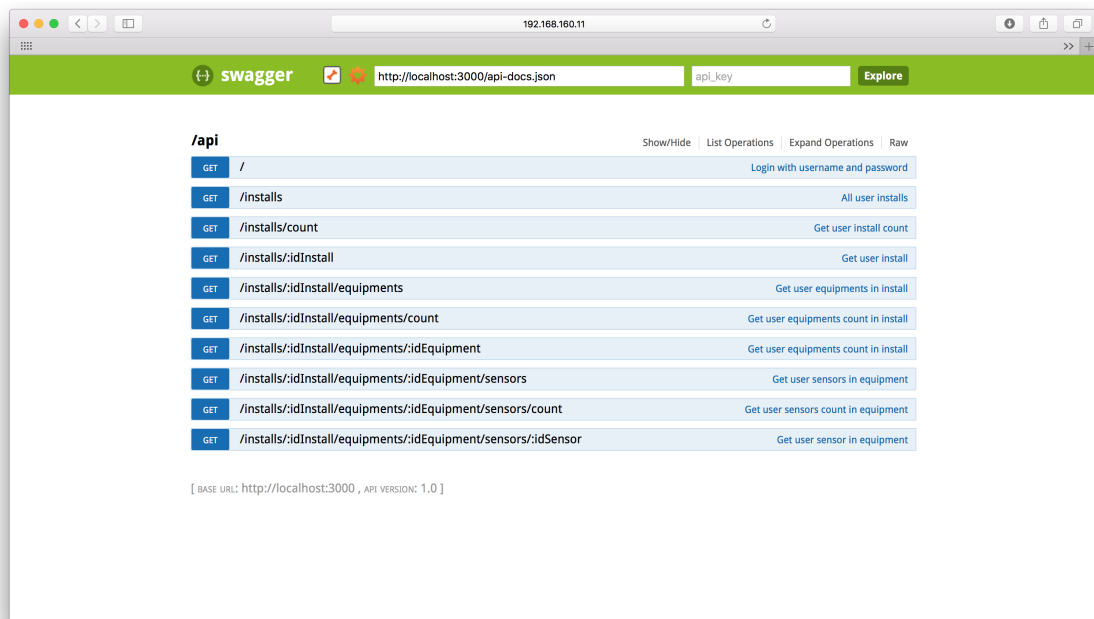 192.168.160.11
swagger http://localhost:3000/api-docs.json api_key Explore
/api Show/Hide List Operations Expand Operations Raw
GET / Login with username and password
GET /installs All user installs
GET /installs/count Get user install count
GET /installs/:idInstall Get user install
GET /installs/:idInstall/equipments Get user equipments in install
GET /installs/:idInstall/equipments/count Get user equipments count in install
GET /installs/:idInstall/equipments/:idEquipment Get user equipments count in install
GET /installs/:idInstall/equipments/:idEquipment/sensors Get user sensors in equipment
GET /installs/:idInstall/equipments/:idEquipment/sensors/count Get user sensors count in equipment
GET /installs/:idInstall/equipments/:idEquipment/sensors/:idSensor Get user sensor in equipment
[ BASE URL: http://localhost:3000 , API VERSION: 1.0 ]